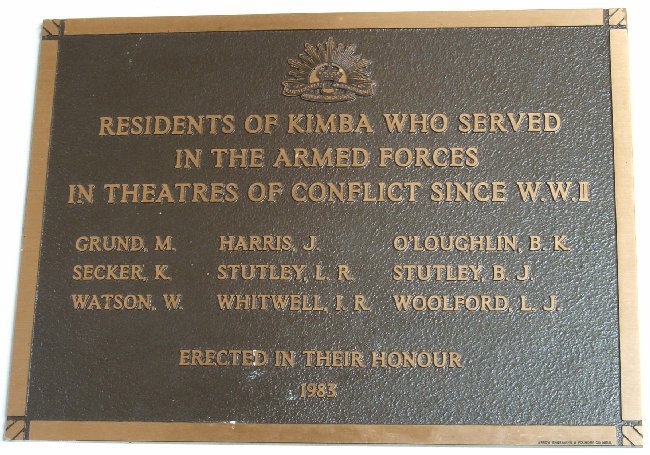 RESIDENTS OF KIMBA WHO SERVED
IN THE ARMED FORCES
IN THEATRES OF CONFLICT SINCE W.W.II
GRUND, M. HARRIS, J. O'LOUGHLIN, B. K.
SECKER, K. STUTLEY, L. R. STUTLEY, B. J.
WATSON, W. WHITWELL, I. R. WOOLFORD, L. J.
ERECTED IN THEIR HONOUR
1983